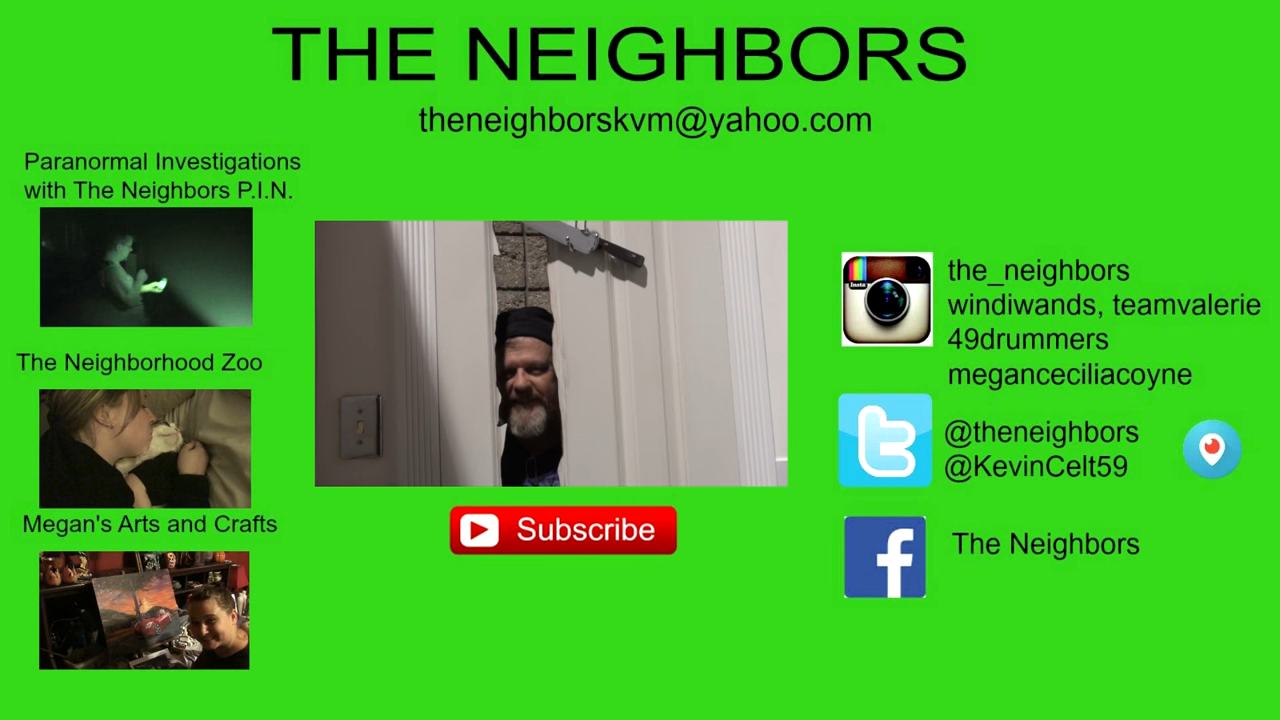 THE NEIGHBORS
theneighborskvm@yahoo.com
Paranormal Investigations
with The Neighbors P.I.N.
The Neighborhood Zoo
Megan's Arts and Crafts
Subscribe
Insta
the_neighbors
windiwands, teamvalerie
49drummers
meganceciliacoyne
@theneighbors
@KevinCelt59
The Neighbors